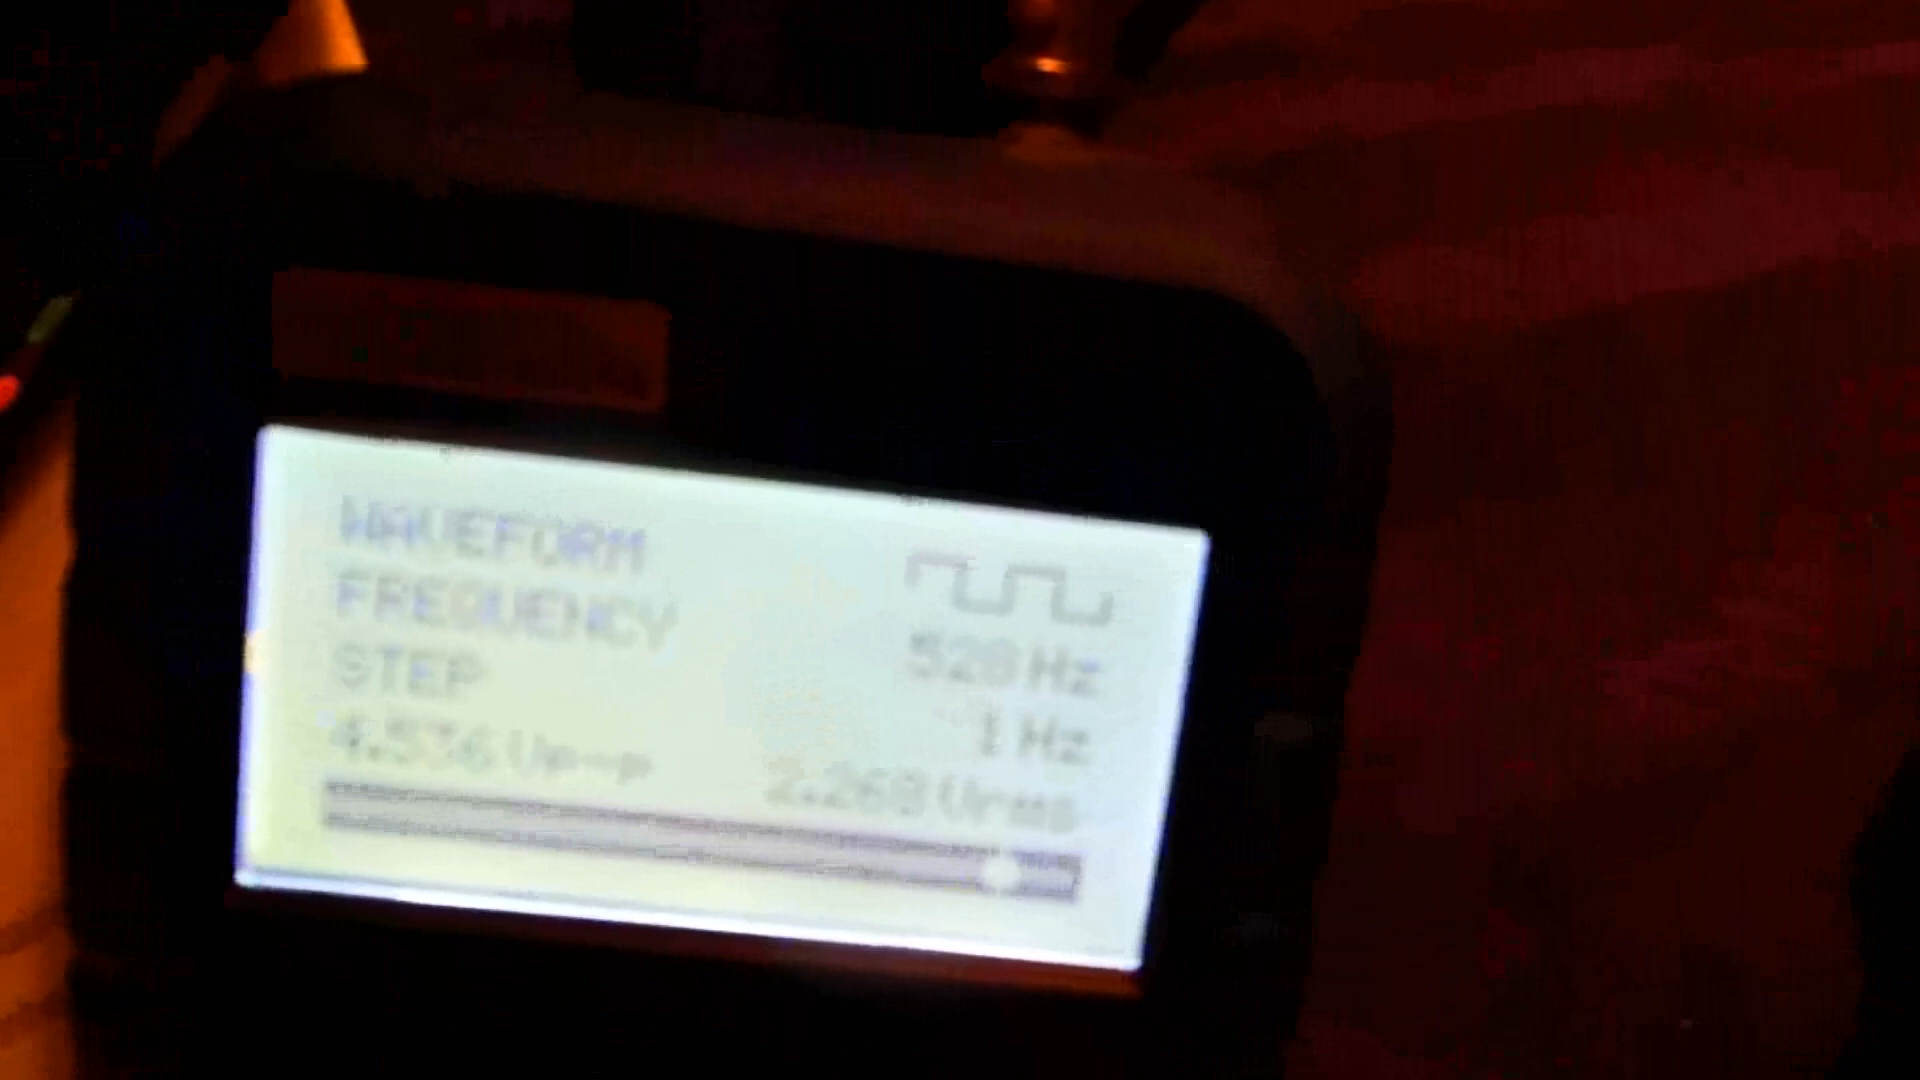 WAVEFORM
FREQUENCY 528 Hz
STEP 1 Hz
4.536 Vp-p 2.268 Vrms